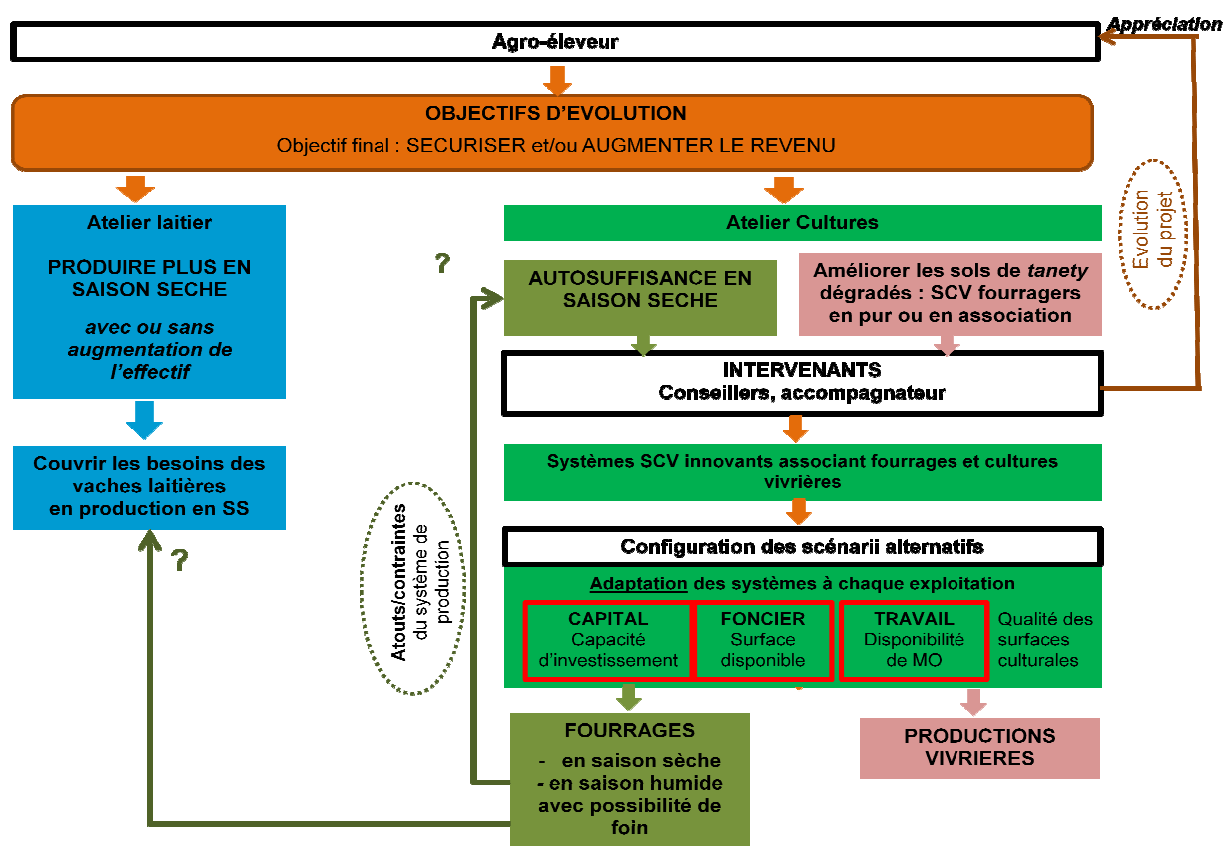 Appréciation
Agro-éleveur
OBJECTIFS D'EVOLUTION
Objectif final : SECURISER et/ou AUGMENTER LE REVENU
Atelier laitier
PRODUIRE PLUS EN
SAISON SECHE
avec ou sans
augmentation de
l'effectif
Couvrir les besoins des
vaches laitières
en production en SS
?
?
Atouts/contraintes
du système de
production
Atelier Cultures
AUTOSUFFISANCE EN
SAISON SECHE
Améliorer les sols de tanety
dégradés : SCV fourragers
en pur ou en association
Evolution
du projet
INTERVENANTS
Conseillers, accompagnateur
Systèmes SCV innovants associant fourrages et cultures
vivrières
Configuration des scénarii alternatifs
Adaptation des systèmes à chaque exploitation
CAPITAL
Capacité
d'investissement
FONCIER
Surface
disponible
TRAVAIL
Disponibilité
de MO
Qualité des
surfaces
culturales
FOURRAGES
- en saison sèche
- en saison humide
avec possibilité de
foin
PRODUCTIONS
VIVRIERES